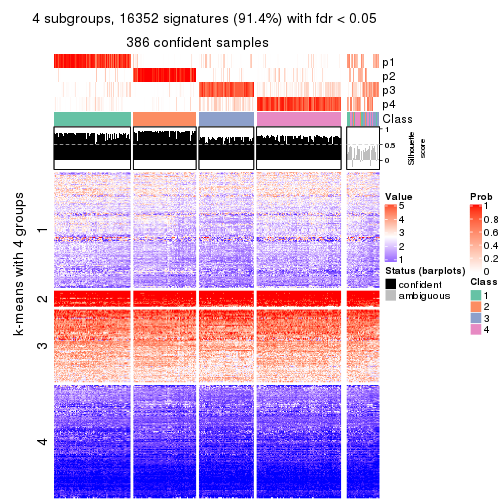 4 subgroups, 16352 signatures (91.4%) with fdr < 0.05
386 confident samples
p1
p2
p3
p4
Class
1
0.5
0
Silhouette
score
k-means with 4 groups
1
2
3
4
Value
5
4
3
2
1
Prob
1
0.8
0.6
0.4
0.2
0
Status (barplots)
confident
ambiguous
Class
1
2
3
4